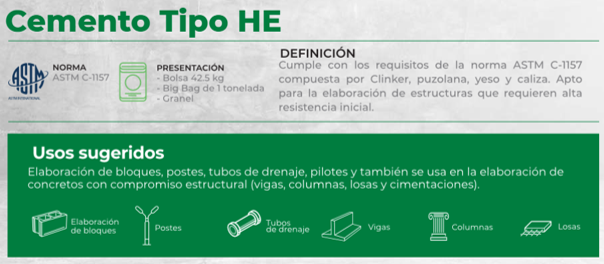 Cemento Tipo HE
ASTM
INTERNATIONAL
NORMA
ASTM C-1157
PRESENTACIÓN
- Bolsa 42.5 kg
- Big Bag de 1 tonelada
- Granel
DEFINICIÓN
Cumple con los requisitos de la norma ASTM C-1157
compuesta por Clinker, puzolana, yeso y caliza. Apto
para la elaboración de estructuras que requieren alta
resistencia inicial.
Usos sugeridos
Elaboración de bloques, postes, tubos de drenaje, pilotes y también se usa en la elaboración de
concretos con compromiso estructural (vigas, columnas, losas y cimentaciones).
Elaboración
de bloques
Postes
Tubos
de drenaje
Vigas
Columnas
Losas